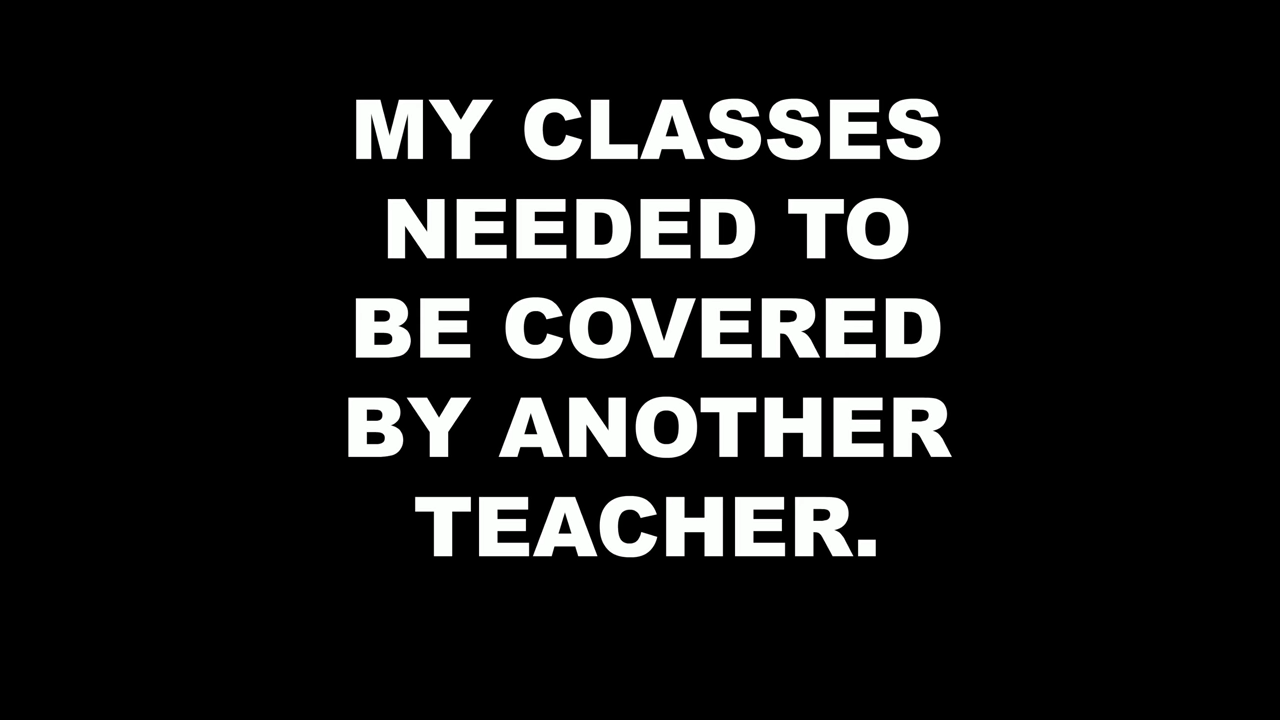 MY CLASSES
NEEDED TO
BE COVERED
BY ANOTHER
TEACHER.